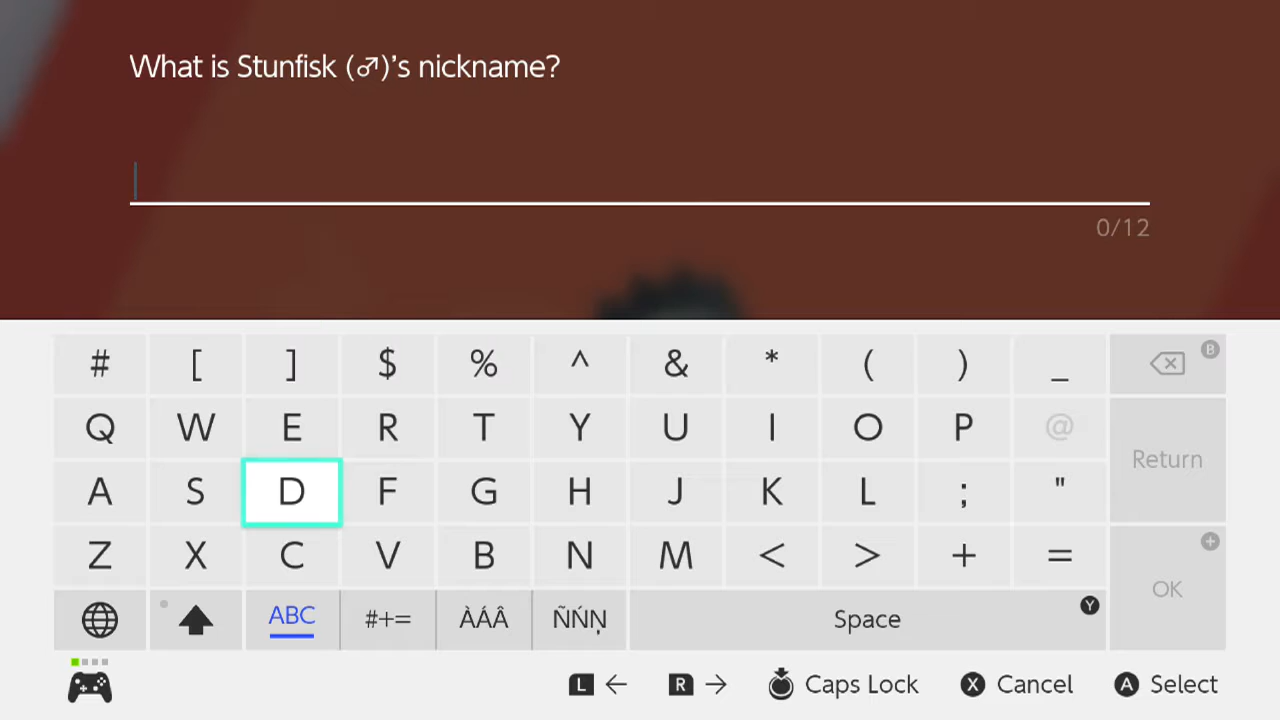 What is Stunfisk (♂)'s nickname?
0/12
# [ ] $ % ^ & * ( ) _ B
Q W E R T Y U I O P @
A S D F G H J K L ; " Return
Z X C V B N M < > + = +
OK
ABC #+= ÀÁÂ ÑŃŅ Space Y
L ← R → Caps Lock X Cancel A Select